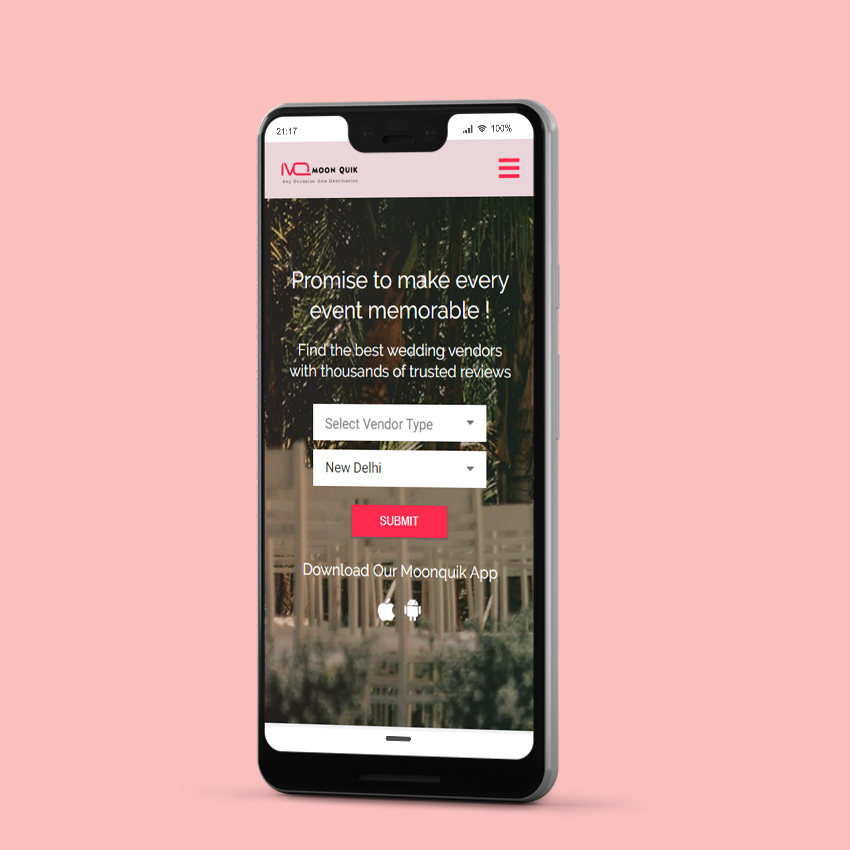 21:17 100%
MQ MOON QUIK
Any Occasion One Destination
Promise to make every
event memorable !
Find the best wedding vendors
with thousands of trusted reviews
Select Vendor Type
New Delhi
SUBMIT
Download Our Moonquik App